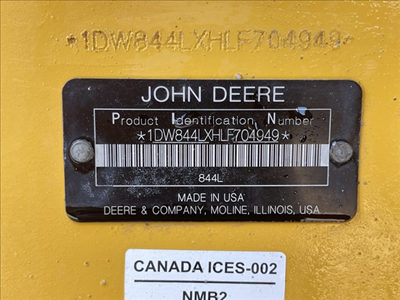 *1DW844LXHLF704949*
JOHN DEERE
Product Identification Number
*1DW844LXHLF704949*
844L
MADE IN USA
DEERE & COMPANY, MOLINE, ILLINOIS, USA
CANADA ICES-002
NMB2